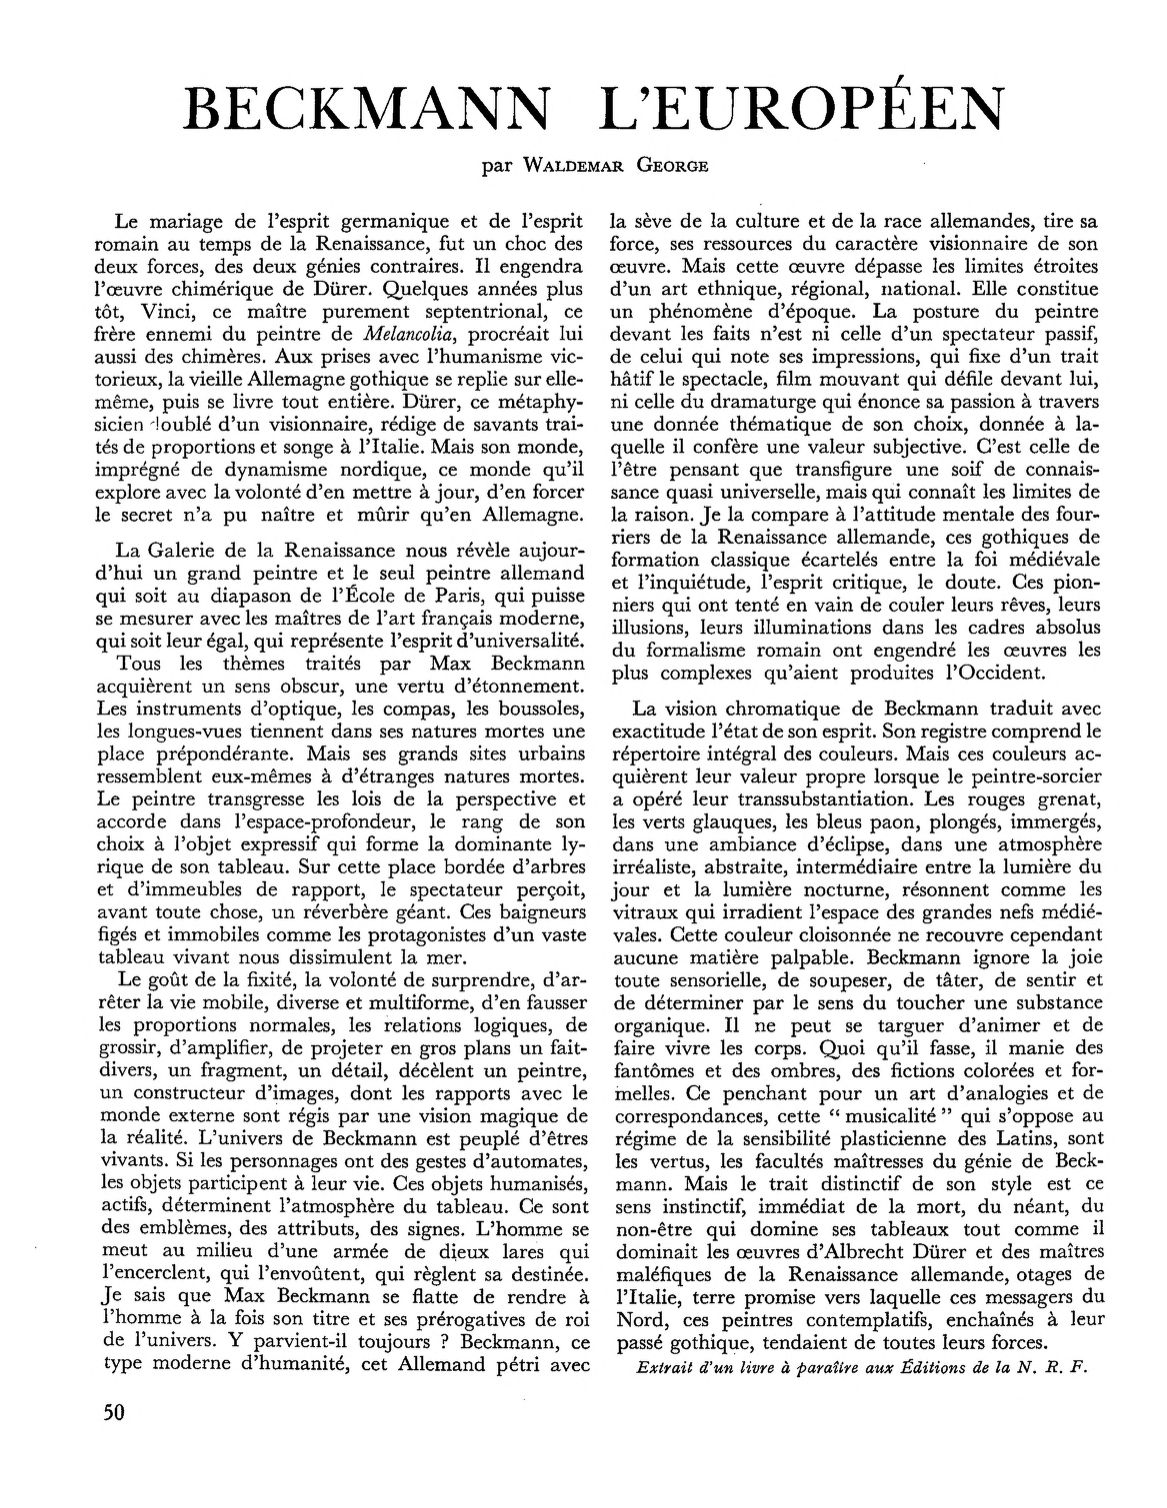 BECKMANN L'EUROPÉEN
par WALDEMAR GEORGE
Le mariage de l'esprit germanique et de l'esprit
romain au temps de la Renaissance, fut un choc des
deux forces, des deux génies contraires. Il engendra
l'œuvre chimérique de Dürer. Quelques années plus
tôt, Vinci, ce maître purement septentrional, ce
frère ennemi du peintre de Melancolia, procréait lui
aussi des chimères. Aux prises avec l'humanisme vic-
torieux, la vieille Allemagne gothique se replie sur elle-
même, puis se livre tout entière. Dürer, ce métaphy-
sicien doublé d'un visionnaire, rédige de savants trai-
tés de proportions et songe à l'Italie. Mais son monde,
imprégné de dynamisme nordique, ce monde qu'il
explore avec la volonté d'en mettre à jour, d'en forcer
le secret n'a pu naître et mûrir qu'en Allemagne.
La Galerie de la Renaissance nous révèle aujour-
d'hui un grand peintre et le seul peintre allemand
qui soit au diapason de l'École de Paris, qui puisse
se mesurer avec les maîtres de l'art français moderne,
qui soit leur égal, qui représente l'esprit d'universalité.
Tous les thèmes traités par Max Beckmann
acquièrent un sens obscur, une vertu d'étonnement.
Les instruments d'optique, les compas, les boussoles,
les longues-vues tiennent dans ses natures mortes une
place prépondérante. Mais ses grands sites urbains
ressemblent eux-mêmes à d'étranges natures mortes.
Le peintre transgresse les lois de la perspective et
accorde dans l'espace-profondeur, le rang de son
choix à l'objet expressif qui forme la dominante ly-
rique de son tableau. Sur cette place bordée d'arbres
et d'immeubles de rapport, le spectateur perçoit,
avant toute chose, un réverbère géant. Ces baigneurs
figés et immobiles comme les protagonistes d'un vaste
tableau vivant nous dissimulent la mer.
Le goût de la fixité, la volonté de surprendre, d'ar-
rêter la vie mobile, diverse et multiforme, d'en fausser
les proportions normales, les relations logiques, de
grossir, d'amplifier, de projeter en gros plans un fait-
divers, un fragment, un détail, décèlent un peintre,
un constructeur d'images, dont les rapports avec le
monde externe sont régis par une vision magique de
la réalité. L'univers de Beckmann est peuplé d'êtres
vivants. Si les personnages ont des gestes d'automates,
les objets participent à leur vie. Ces objets humanisés,
actifs, déterminent l'atmosphère du tableau. Ce sont
des emblèmes, des attributs, des signes. L'homme se
meut au milieu d'une armée de dieux lares qui
l'encerclent, qui l'envoûtent, qui règlent sa destinée.
Je sais que Max Beckmann se flatte de rendre à
l'homme à la fois son titre et ses prérogatives de roi
de l'univers. Y parvient-il toujours ? Beckmann, ce
type moderne d'humanité, cet Allemand pétri avec
la sève de la culture et de la race allemandes, tire sa
force, ses ressources du caractère visionnaire de son
œuvre. Mais cette œuvre dépasse les limites étroites
d'un art ethnique, régional, national. Elle constitue
un phénomène d'époque. La posture du peintre
devant les faits n'est ni celle d'un spectateur passif,
de celui qui note ses impressions, qui fixe d'un trait
hâtif le spectacle, film mouvant qui défile devant lui,
ni celle du dramaturge qui énonce sa passion à travers
une donnée thématique de son choix, donnée à la-
quelle il confère une valeur subjective. C'est celle de
l'être pensant que transfigure une soif de connais-
sance quasi universelle, mais qui connaît les limites de
la raison. Je la compare à l'attitude mentale des four-
riers de la Renaissance allemande, ces gothiques de
formation classique écartelés entre la foi médiévale
et l'inquiétude, l'esprit critique, le doute. Ces pion-
niers qui ont tenté en vain de couler leurs rêves, leurs
illusions, leurs illuminations dans les cadres absolus
du formalisme romain ont engendré les œuvres les
plus complexes qu'aient produites l'Occident.
La vision chromatique de Beckmann traduit avec
exactitude l'état de son esprit. Son registre comprend le
répertoire intégral des couleurs. Mais ces couleurs ac-
quièrent leur valeur propre lorsque le peintre-sorcier
a opéré leur transsubstantiation. Les rouges grenat,
les verts glauques, les bleus paon, plongés, immergés,
dans une ambiance d'éclipse, dans une atmosphère
irréaliste, abstraite, intermédiaire entre la lumière du
jour et la lumière nocturne, résonnent comme les
vitraux qui irradient l'espace des grandes nefs médié-
vales. Cette couleur cloisonnée ne recouvre cependant
aucune matière palpable. Beckmann ignore la joie
toute sensorielle, de soupeser, de tâter, de sentir et
de déterminer par le sens du toucher une substance
organique. Il ne peut se targuer d'animer et de
faire vivre les corps. Quoi qu'il fasse, il manie des
fantômes et des ombres, des fictions colorées et for-
melles. Ce penchant pour un art d'analogies et de
correspondances, cette “ musicalité ” qui s'oppose au
régime de la sensibilité plasticienne des Latins, sont
les vertus, les facultés maîtresses du génie de Beck-
mann. Mais le trait distinctif de son style est ce
sens instinctif, immédiat de la mort, du néant, du
non-être qui domine ses tableaux tout comme il
dominait les œuvres d'Albrecht Dürer et des maîtres
maléfiques de la Renaissance allemande, otages de
l'Italie, terre promise vers laquelle ces messagers du
Nord, ces peintres contemplatifs, enchaînés à leur
passé gothique, tendaient de toutes leurs forces.
Extrait d'un livre à paraître aux Éditions de la N. R. F.
50